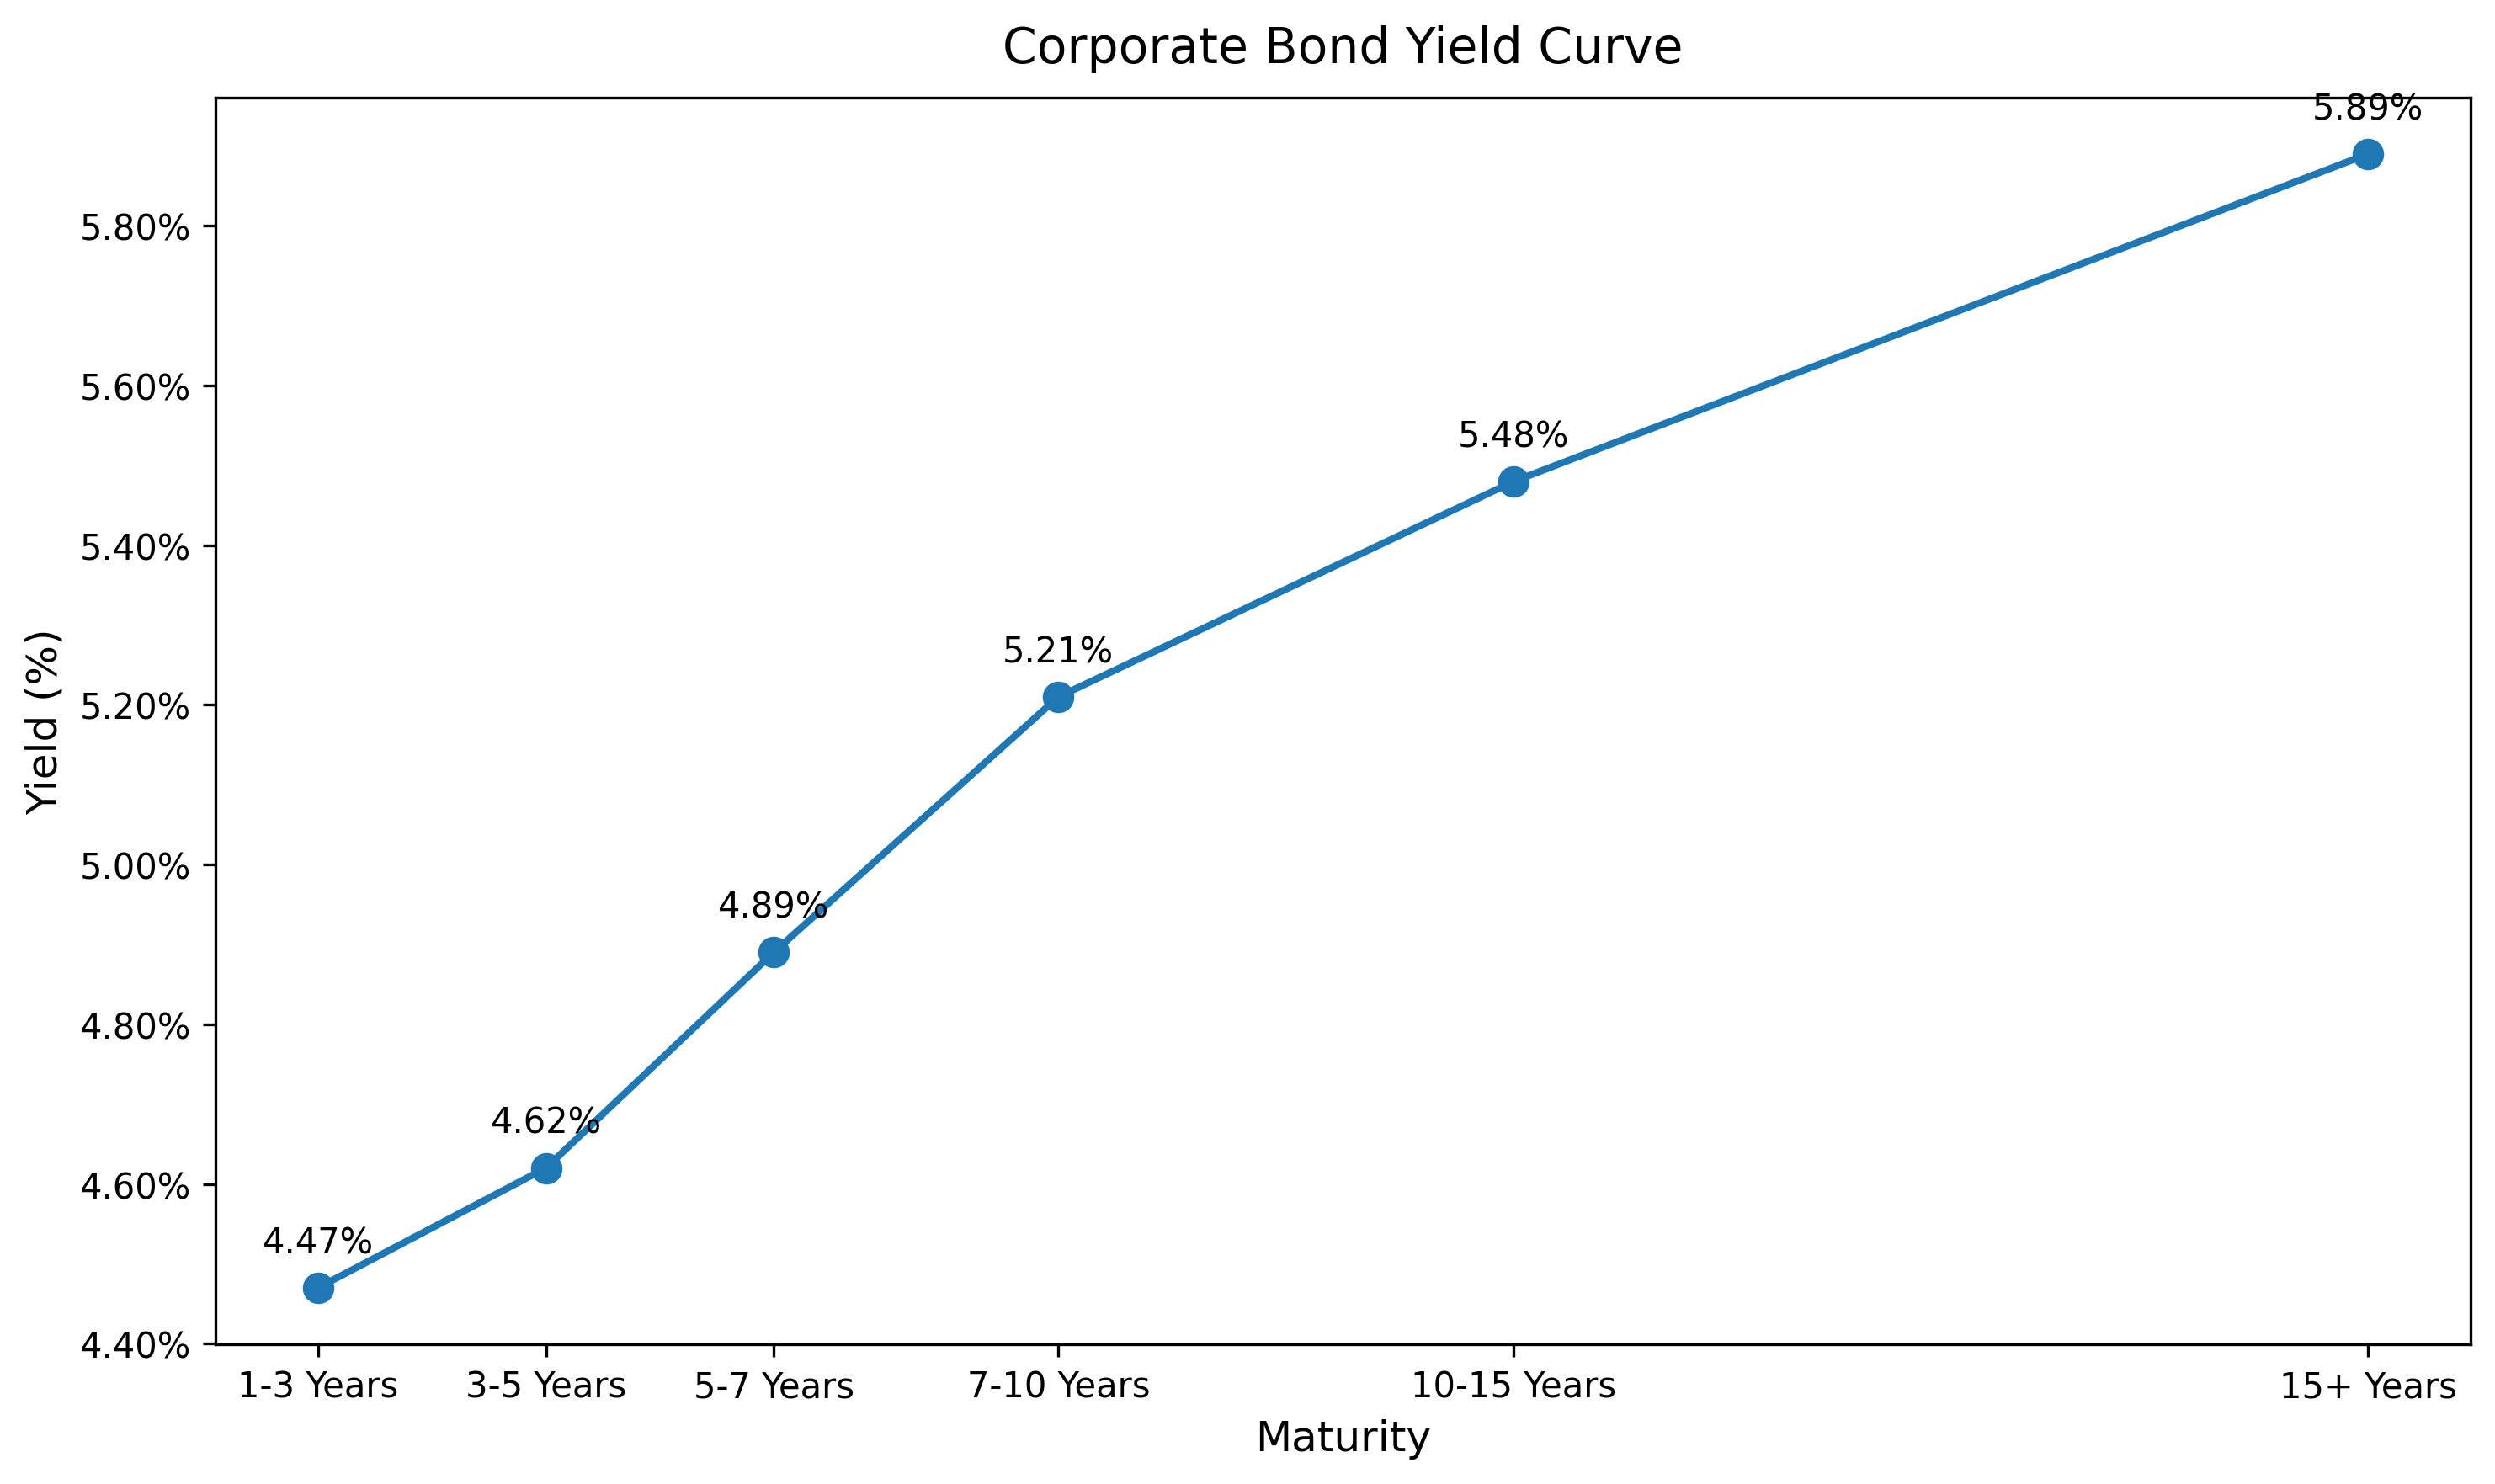 Corporate Bond Yield Curve
5.89%
5.80%
5.60%
5.48%
5.40%
5.21%
5.20%
5.00%
4.89%
4.80%
4.62%
4.60%
4.47%
4.40%
Yield (%)
1-3 Years
3-5 Years
5-7 Years
7-10 Years
10-15 Years
15+ Years
Maturity